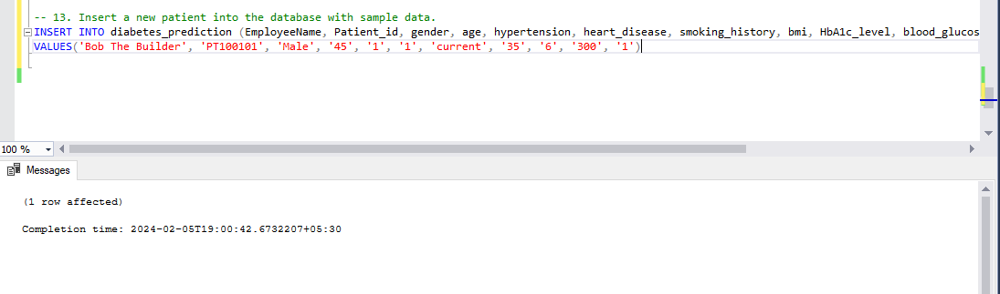 -- 13. Insert a new patient into the database with sample data.
INSERT INTO diabetes_prediction (EmployeeName, Patient_id, gender, age, hypertension, heart_disease, smoking_history, bmi, HbA1c_level, blood_glucos
VALUES('Bob The Builder', 'PT100101', 'Male', '45', '1', '1', 'current', '35', '6', '300', '1')
100 %
Messages
(1 row affected)
Completion time: 2024-02-05T19:00:42.6732207+05:30